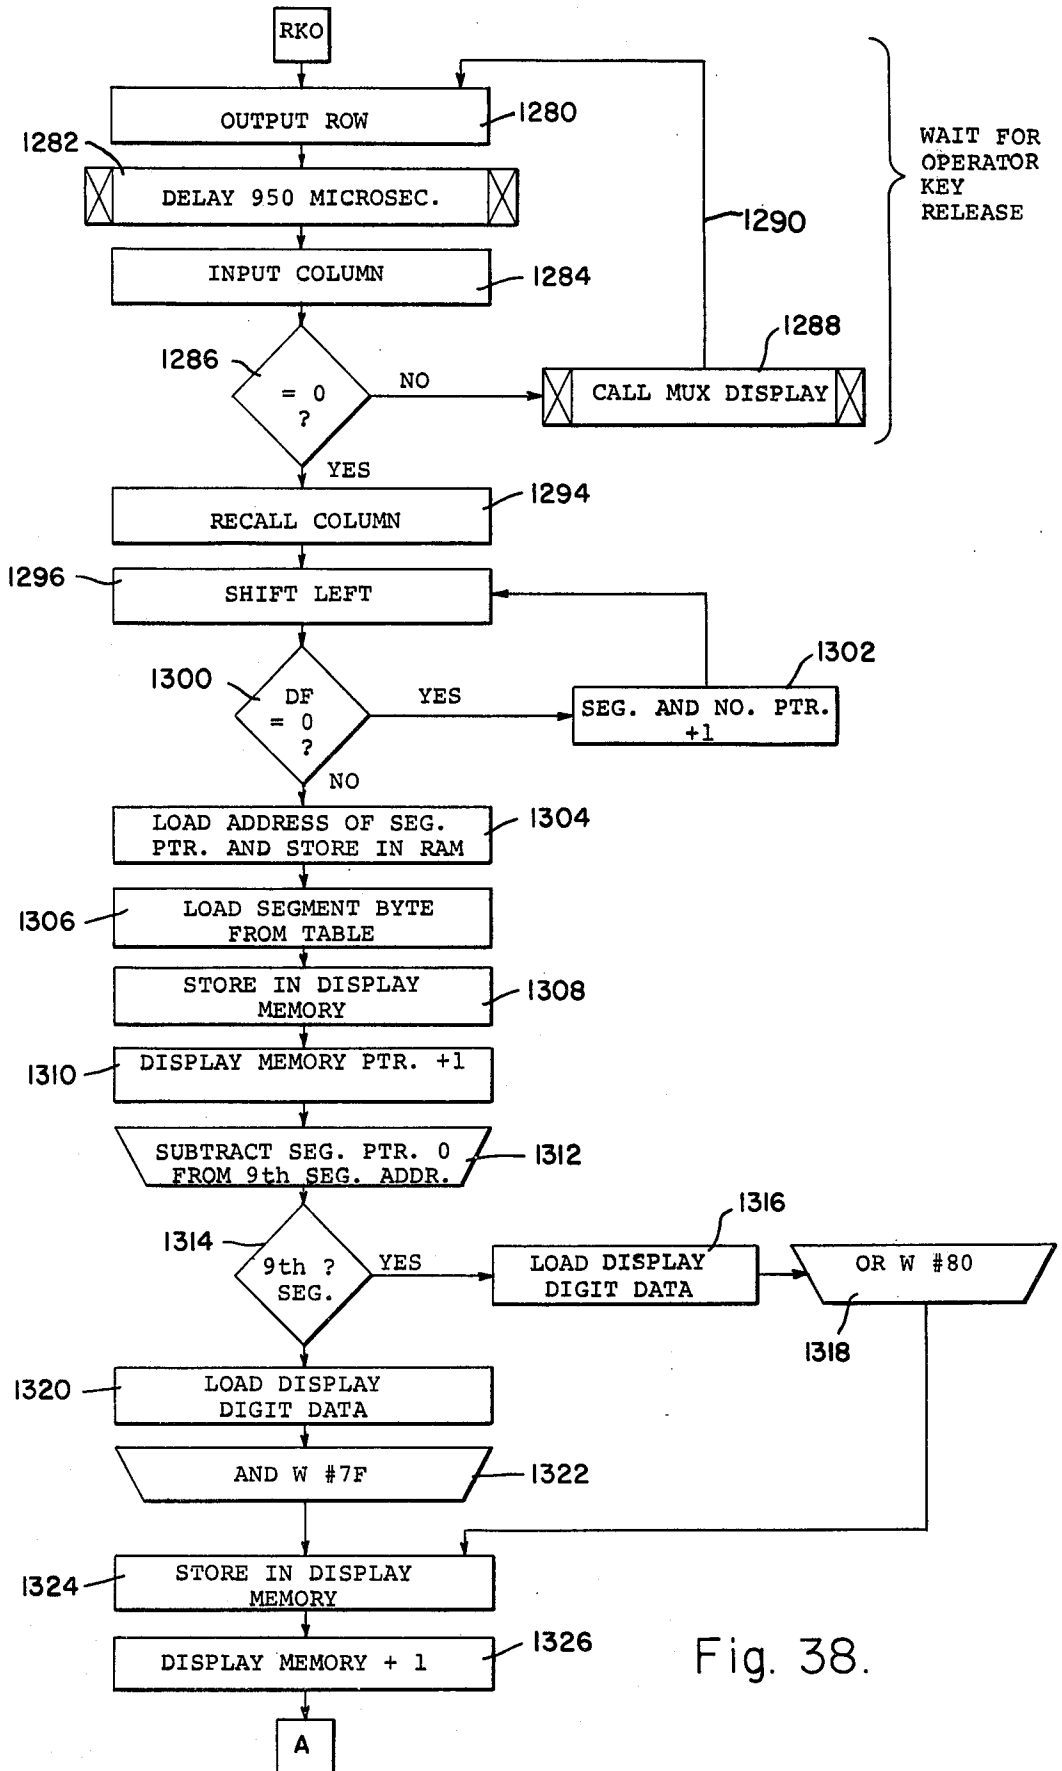 RKO
OUTPUT ROW
1280
1282
DELAY 950 MICROSEC.
INPUT COLUMN
1284
1286
= 0
?
NO
1288
CALL MUX DISPLAY
1290
WAIT FOR
OPERATOR
KEY
RELEASE
YES
1294
RECALL COLUMN
1296
SHIFT LEFT
1300
DF
= 0
?
YES
1302
SEG. AND NO. PTR.
+1
NO
LOAD ADDRESS OF SEG.
PTR. AND STORE IN RAM
1304
1306
LOAD SEGMENT BYTE
FROM TABLE
STORE IN DISPLAY
MEMORY
1308
1310
DISPLAY MEMORY PTR. +1
SUBTRACT SEG. PTR. 0
FROM 9th SEG. ADDR.
1312
1314
9th ?
SEG.
YES
1316
LOAD DISPLAY
DIGIT DATA
OR W #80
1318
1320
LOAD DISPLAY
DIGIT DATA
AND W #7F
1322
1324
STORE IN DISPLAY
MEMORY
1326
DISPLAY MEMORY + 1
Fig. 38.
A